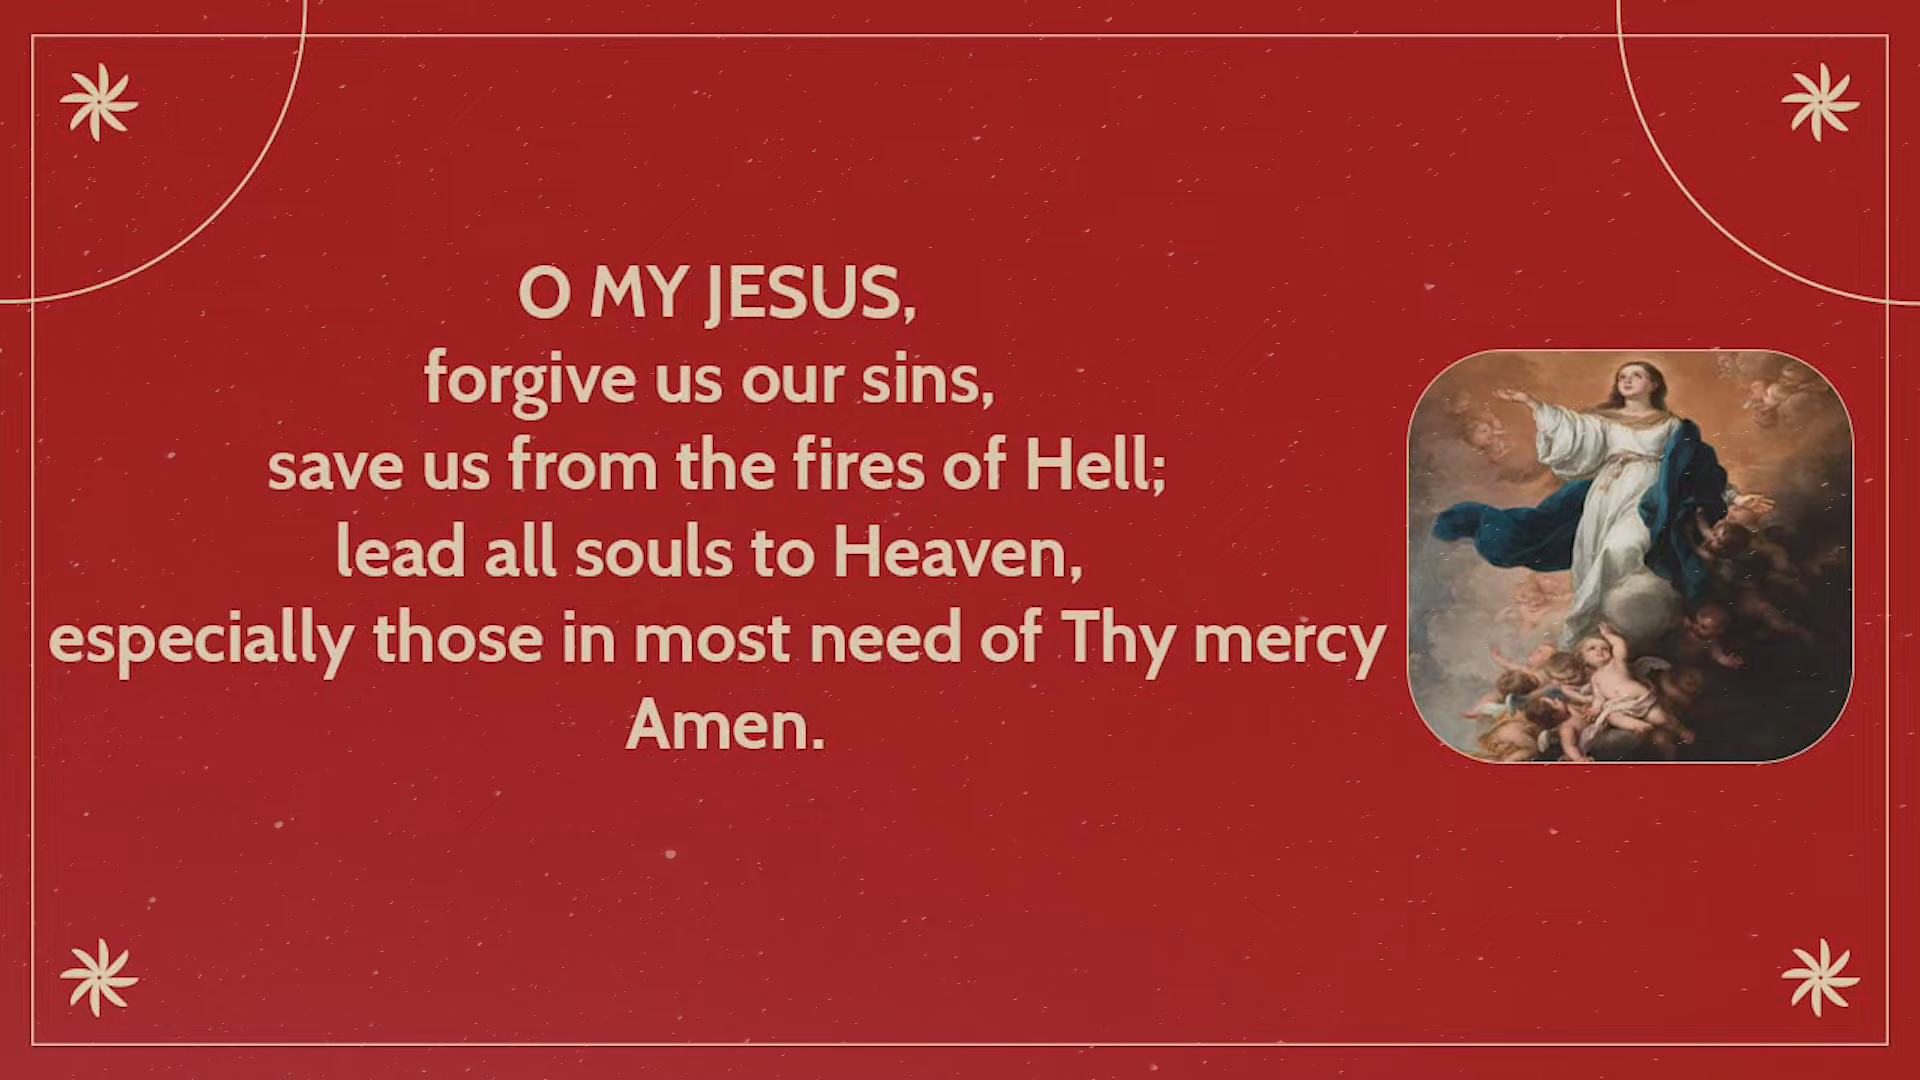 O MY JESUS,
forgive us our sins,
save us from the fires of Hell;
lead all souls to Heaven,
especially those in most need of Thy mercy
Amen.